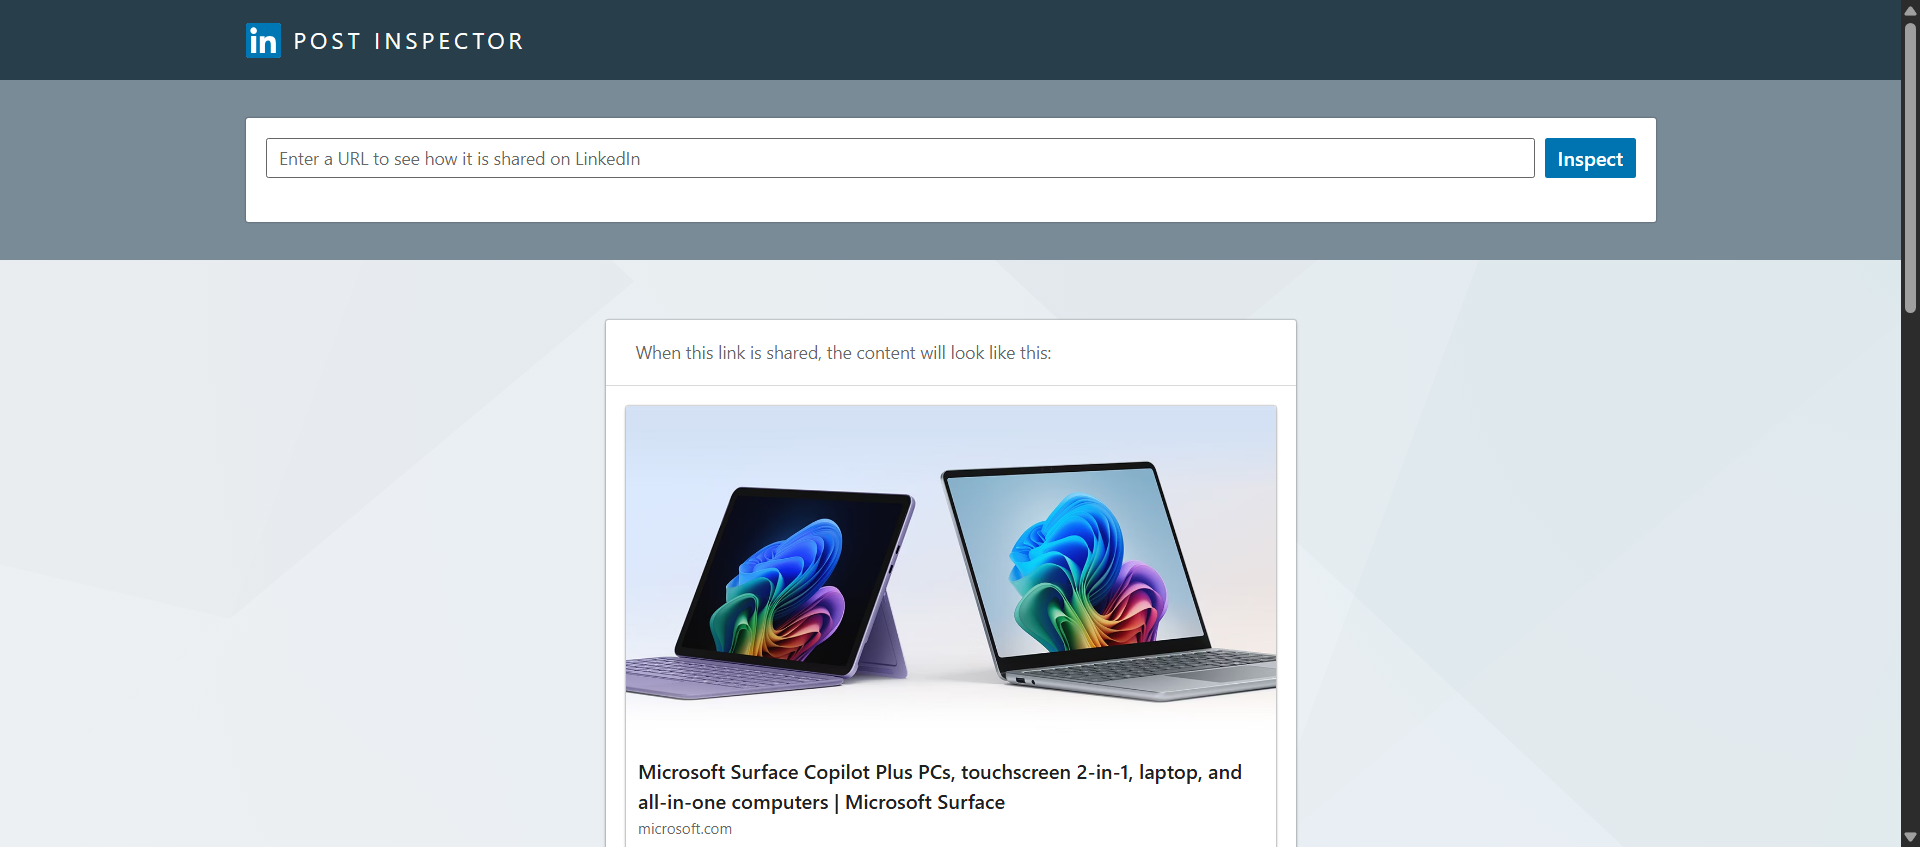 in POST INSPECTOR
Enter a URL to see how it is shared on LinkedIn
Inspect
When this link is shared, the content will look like this:
Microsoft Surface Copilot Plus PCs, touchscreen 2-in-1, laptop, and
all-in-one computers | Microsoft Surface
microsoft.com